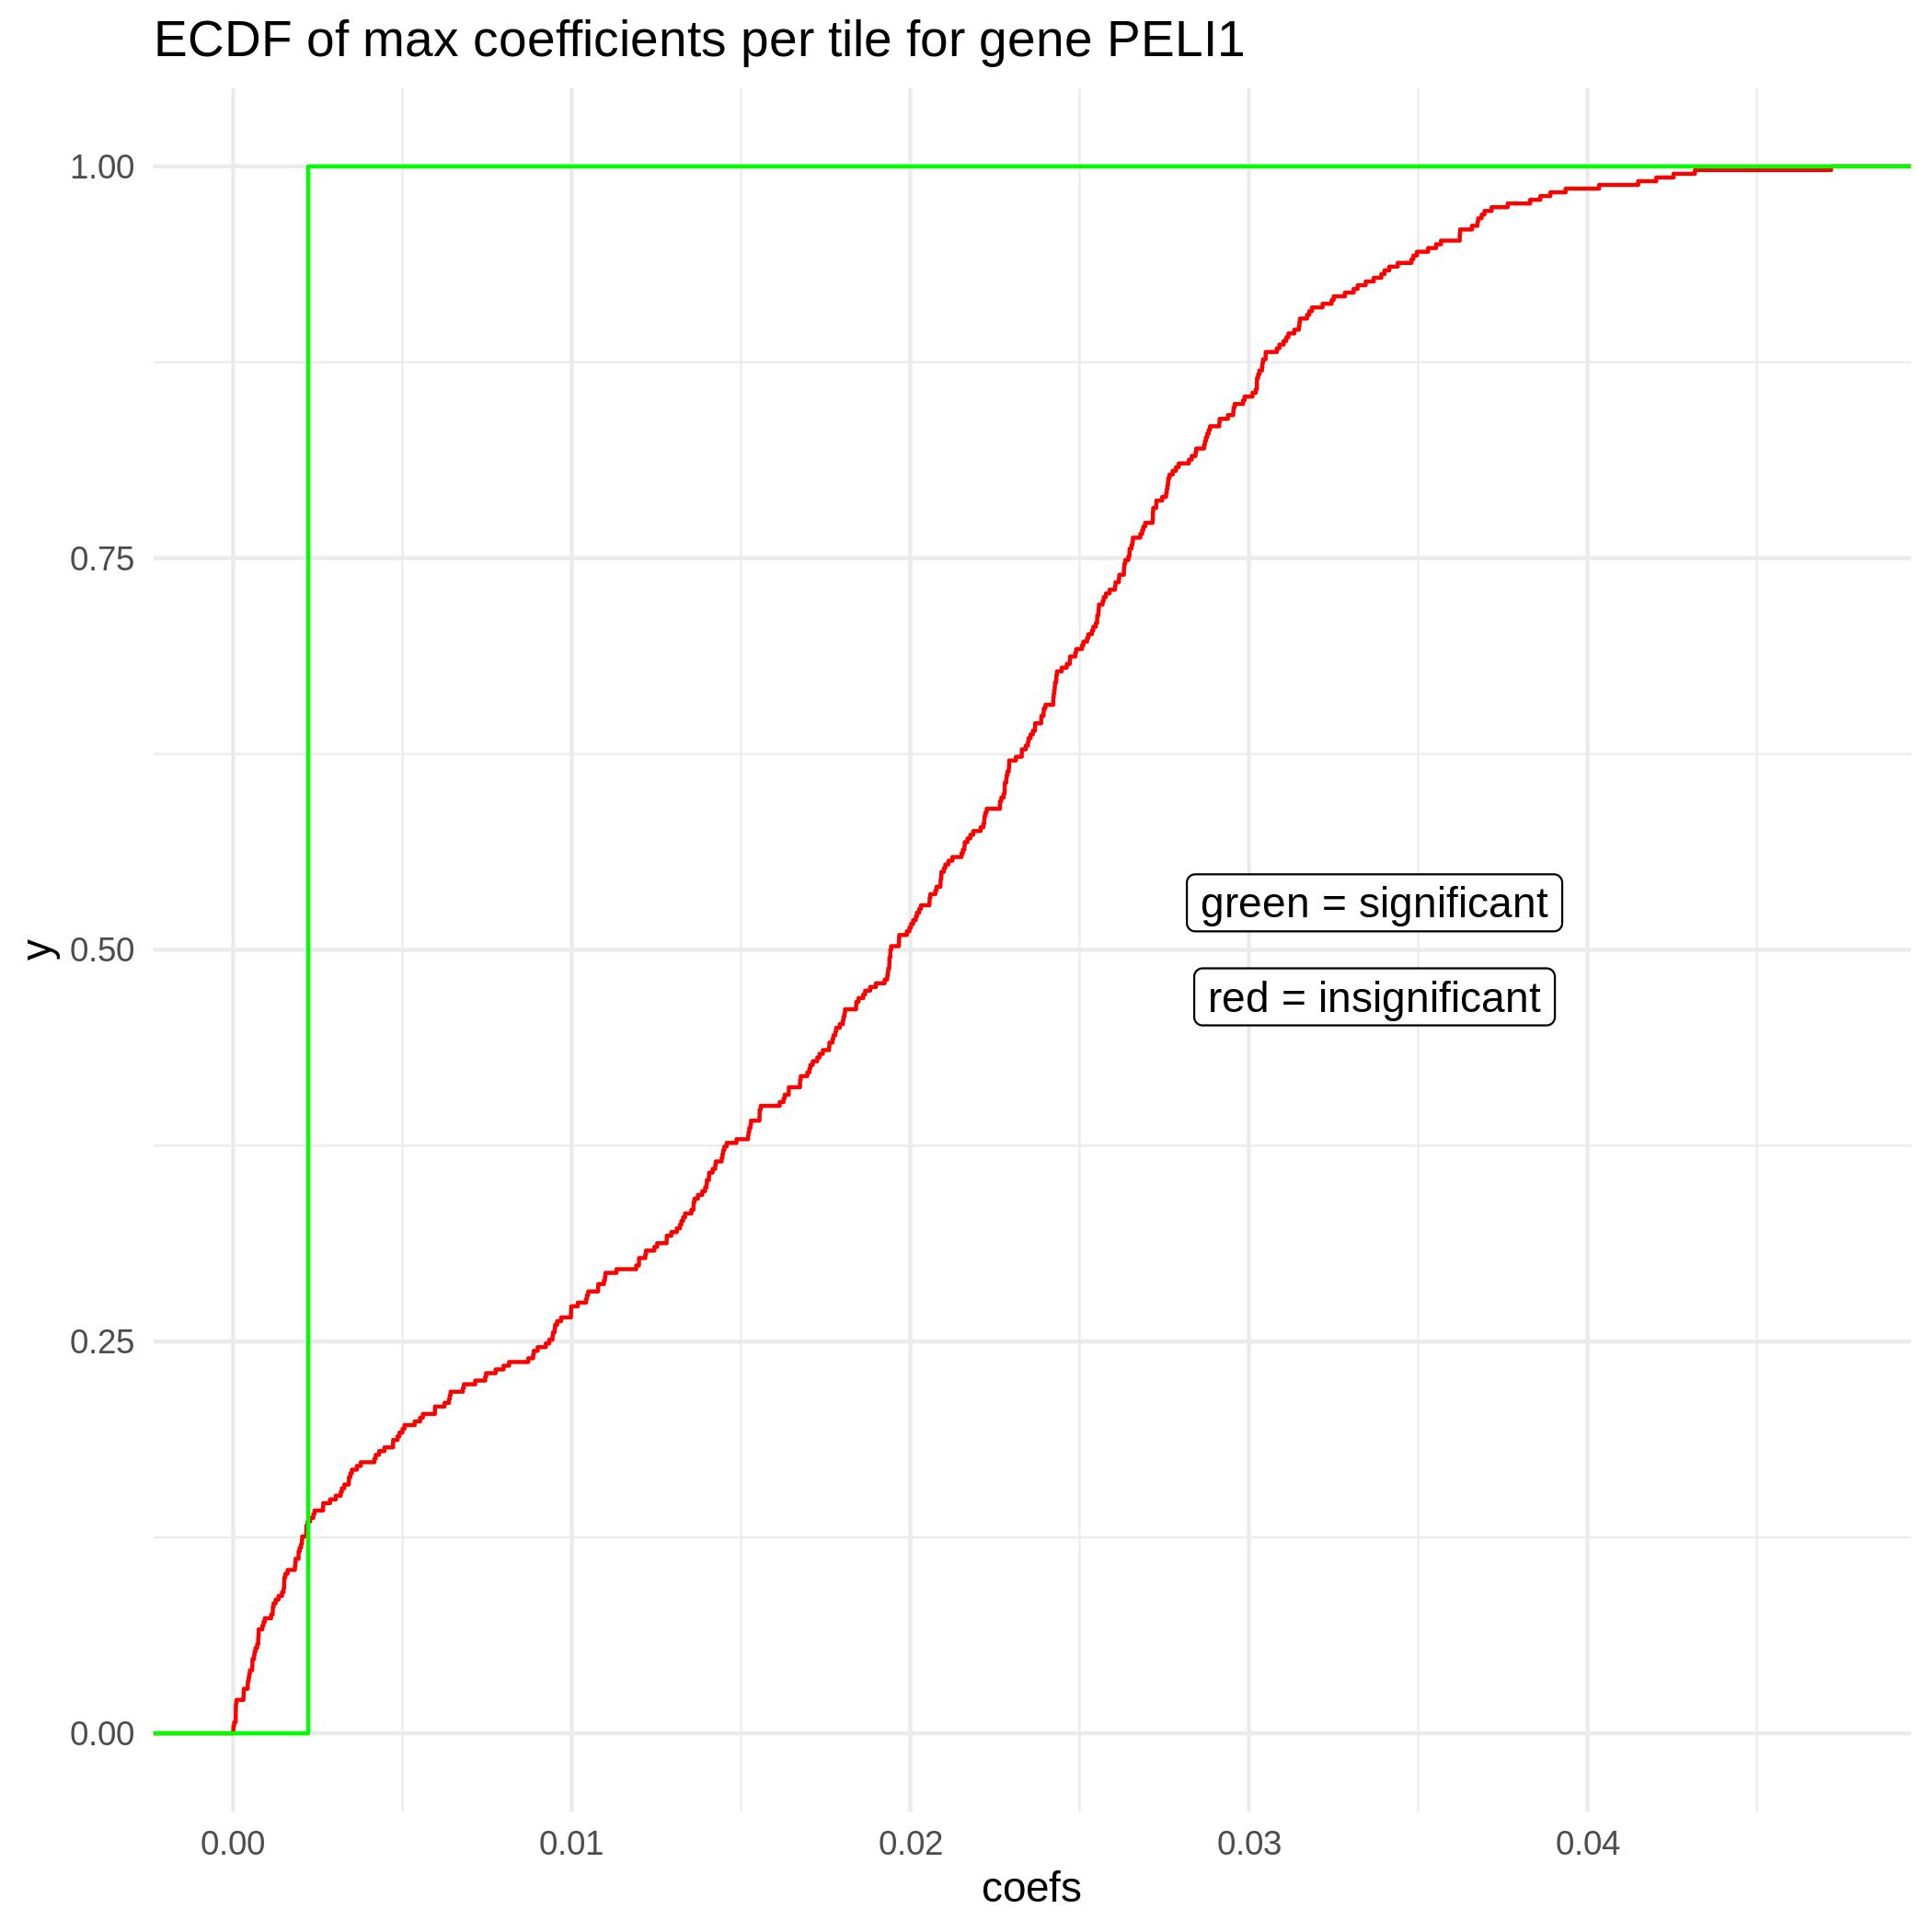 ECDF of max coefficients per tile for gene PELI1
1.00
0.75
0.50
0.25
0.00
y
green = significant
red = insignificant
0.00 0.01 0.02 0.03 0.04
coefs